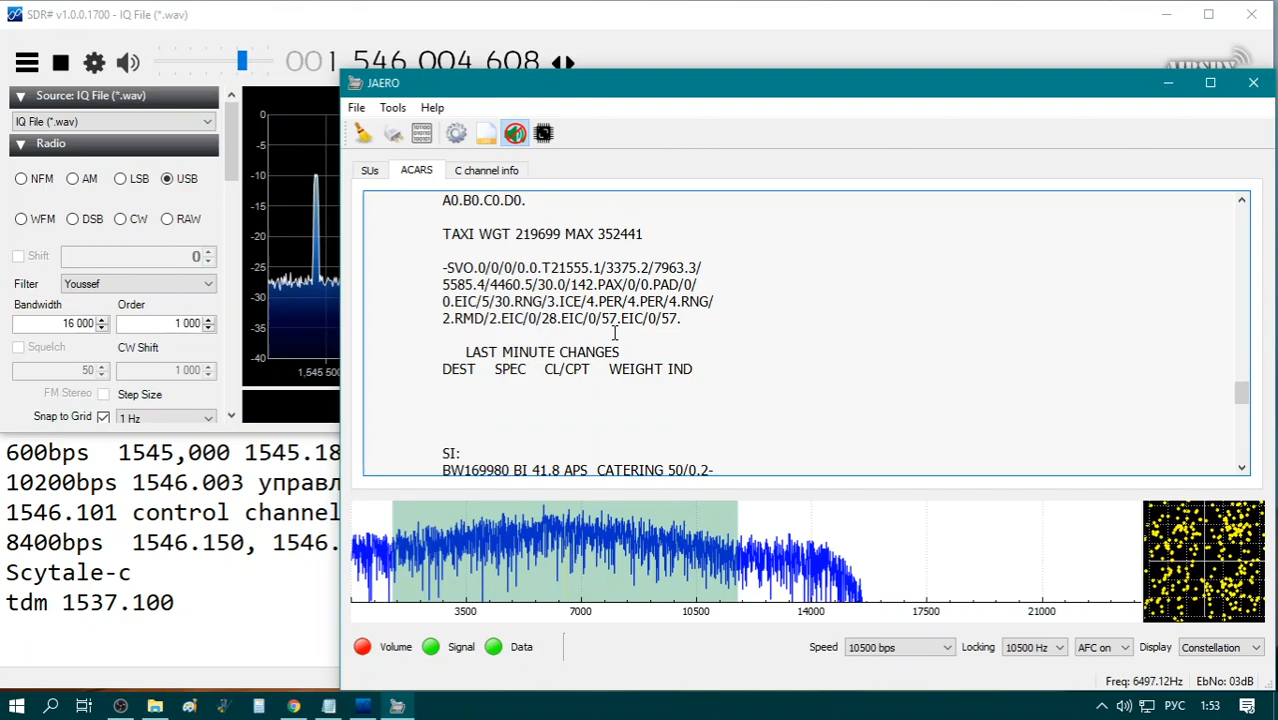 SDR# v1.0.0.1700 - IQ File (*.wav)
001.546.004.608
AIRSPY
Source: IQ File (*.wav)
IQ File (*.wav)
Radio
NFM AM LSB USB
WFM DSB CW RAW
Shift 0
Filter Youssef
Bandwidth Order
16 000 1 000
Squelch CW Shift
50 1 000
FM Stereo Step Size
Snap to Grid 1 Hz
0
-5
-10
-15
-20
-25
-30
-35
-40
1,545 500
JAERO
File Tools Help
SUs ACARS C channel info
A0.B0.C0.D0.
TAXI WGT 219699 MAX 352441
-SVO.0/0/0/0.0.T21555.1/3375.2/7963.3/
5585.4/4460.5/30.0/142.PAX/0/0.PAD/0/
0.EIC/5/30.RNG/3.ICE/4.PER/4.PER/4.RNG/
2.RMD/2.EIC/0/28.EIC/0/57.EIC/0/57.
LAST MINUTE CHANGES
DEST SPEC CL/CPT WEIGHT IND
SI:
BW169980 BI 41.8 APS CATERING 50/0.2-
3500 7000 10500 14000 17500 21000
Volume Signal Data Speed 10500 bps Locking 10500 Hz AFC on Display Constellation
Freq: 6497.12Hz EbNo: 03dB
600bps 1545,000 1545.18
10200bps 1546.003 управл
1546.101 control channel
8400bps 1546.150, 1546.
Scytale-c
tdm 1537.100
РУС 1:53